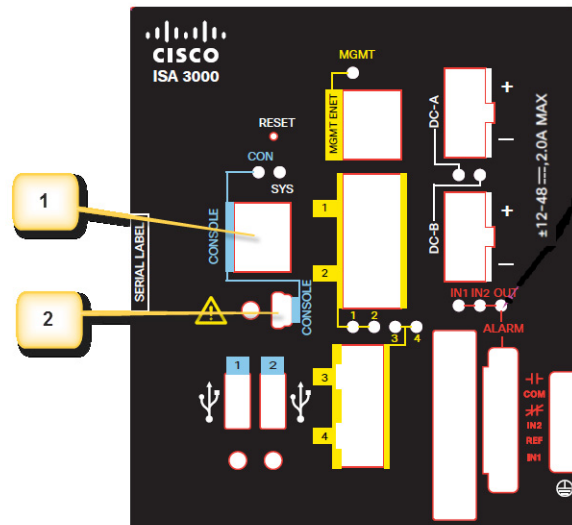 CISCO
ISA 3000
MGMT
MGMT ENET
RESET
CON
SYS
CONSOLE
SERIAL LABEL
1
2
CONSOLE
1
2
1 2
3 4
1 2
3
4
DC-A
+
–
DC-B
+
–
±12-48⎓, 2.0A MAX
IN1 IN2 OUT
ALARM
COM
IN2
REF
IN1